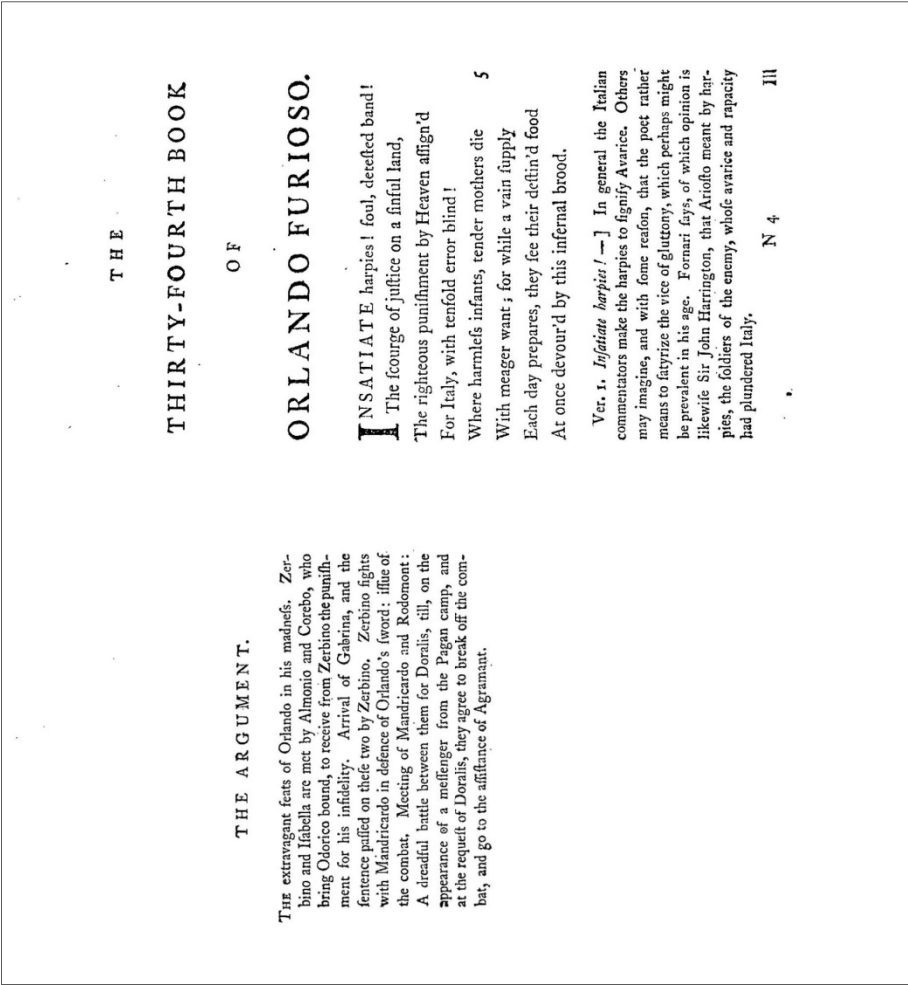 THE ARGUMENT.
THE extravagant feats of Orlando in his madneſs. Zer-
bino and Iſabella are met by Almonio and Corebo, who
bring Odorico bound, to receive from Zerbino the puniſh-
ment for his infidelity. Arrival of Gabrina, and the
ſentence paſſed on theſe two by Zerbino. Zerbino fights
with Mandricardo in defence of Orlando's ſword: iſſue of
the combat. Meeting of Mandricardo and Rodomont:
A dreadful battle between them for Doralis, till, on the
appearance of a meſſenger from the Pagan camp, and
at the requeſt of Doralis, they agree to break off the com-
bat, and go to the aſſiſtance of Agramant.
THE
THIRTY-FOURTH BOOK
OF
ORLANDO FURIOSO.
INSATIATE harpies! foul, deteſted band!
The ſcourge of juſtice on a ſinful land,
The righteous puniſhment by Heaven aſſign'd
For Italy, with tenfold error blind!
Where harmleſs infants, tender mothers die 5
With meager want; for while a vain ſupply
Each day prepares, they ſee their deſtin'd food
At once devour'd by this infernal brood.
Ver. 1. Inſatiate harpies!—] In general the Italian
commentators make the harpies to ſignify Avarice. Others
may imagine, and with ſome reaſon, that the poet rather
means to ſatyrize the vice of gluttony, which perhaps might
be prevalent in his age. Fornari ſays, of which opinion is
likewiſe Sir John Harrington, that Arioſto meant by har-
pies, the ſoldiers of the enemy, whoſe avarice and rapacity
had plundered Italy.
N 4 Ill